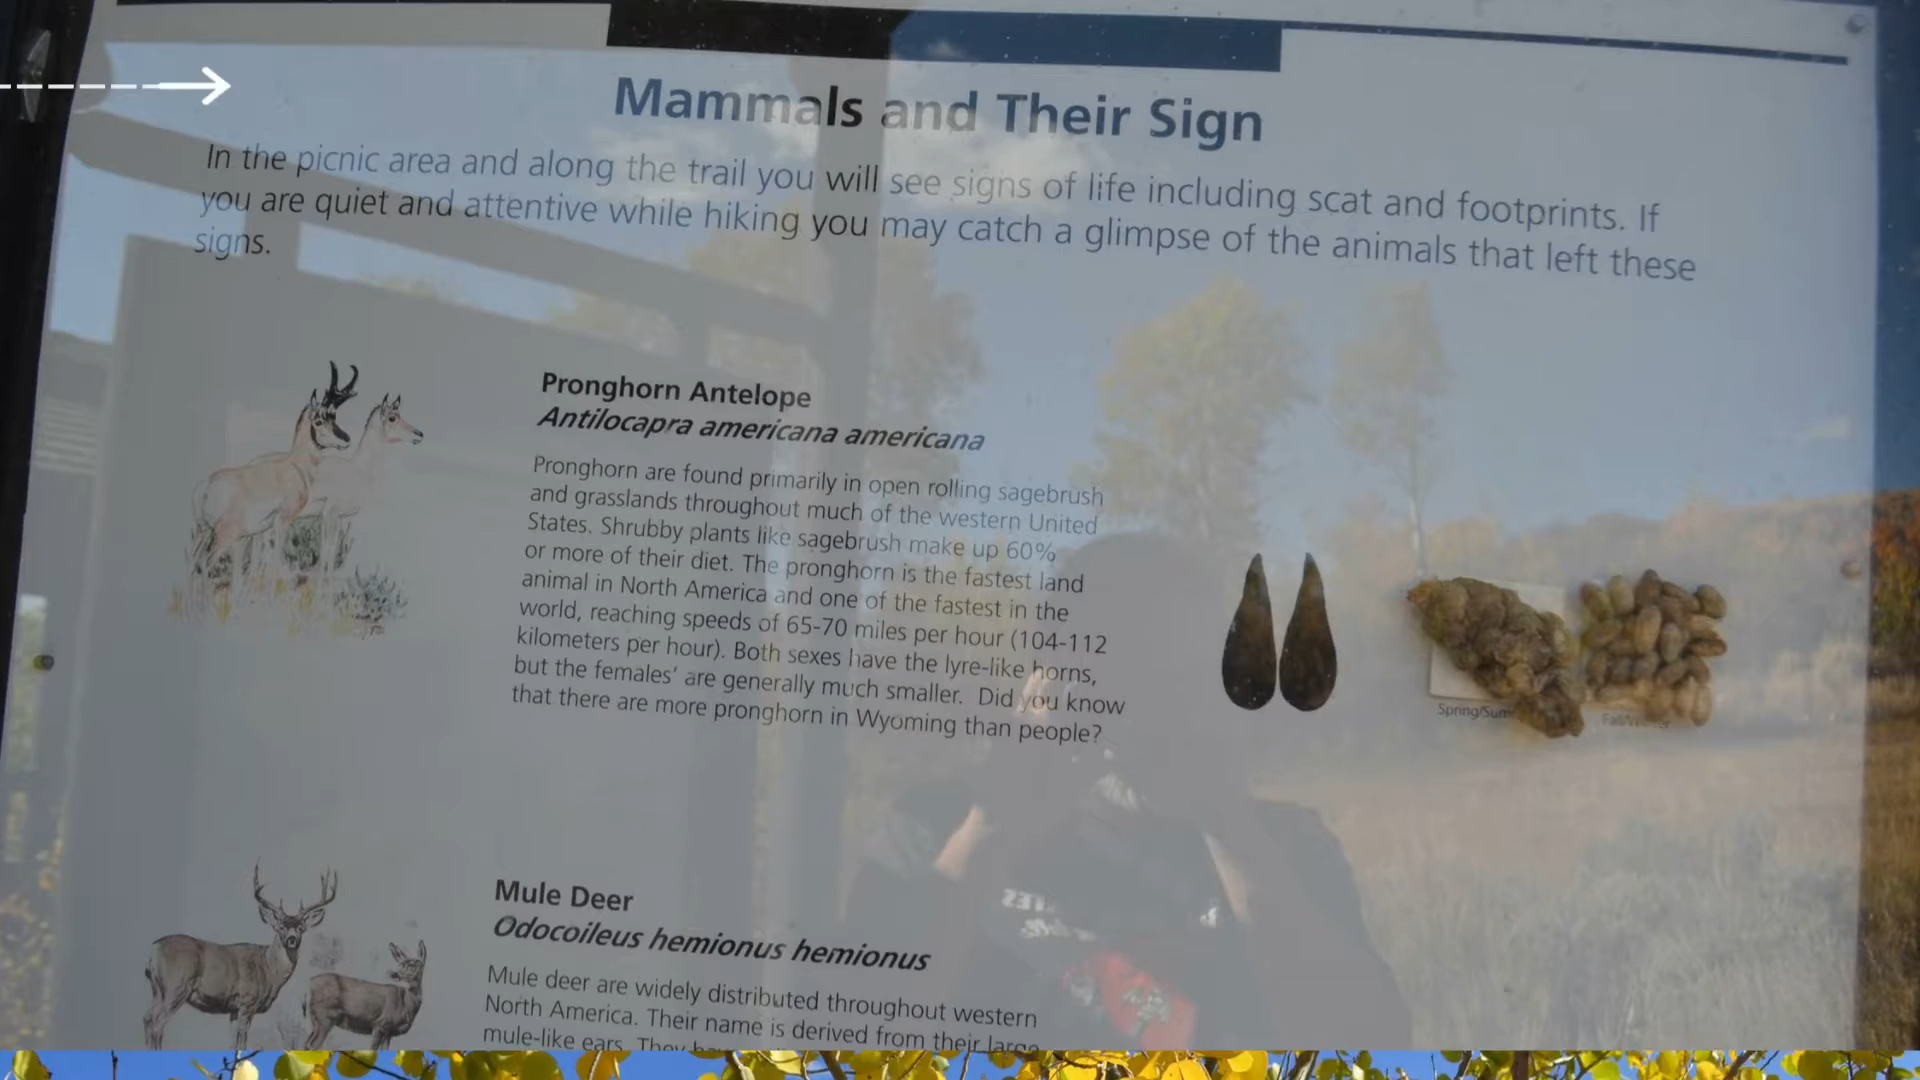 Mammals and Their Sign
In the picnic area and along the trail you will see signs of life including scat and footprints. If
you are quiet and attentive while hiking you may catch a glimpse of the animals that left these
signs.
Pronghorn Antelope
Antilocapra americana americana
Pronghorn are found primarily in open rolling sagebrush
and grasslands throughout much of the western United
States. Shrubby plants like sagebrush make up 60%
or more of their diet. The pronghorn is the fastest land
animal in North America and one of the fastest in the
world, reaching speeds of 65-70 miles per hour (104-112
kilometers per hour). Both sexes have the lyre-like horns,
but the females’ are generally much smaller. Did you know
that there are more pronghorn in Wyoming than people?
Mule Deer
Odocoileus hemionus hemionus
Mule deer are widely distributed throughout western
North America. Their name is derived from their large
mule-like ears. They